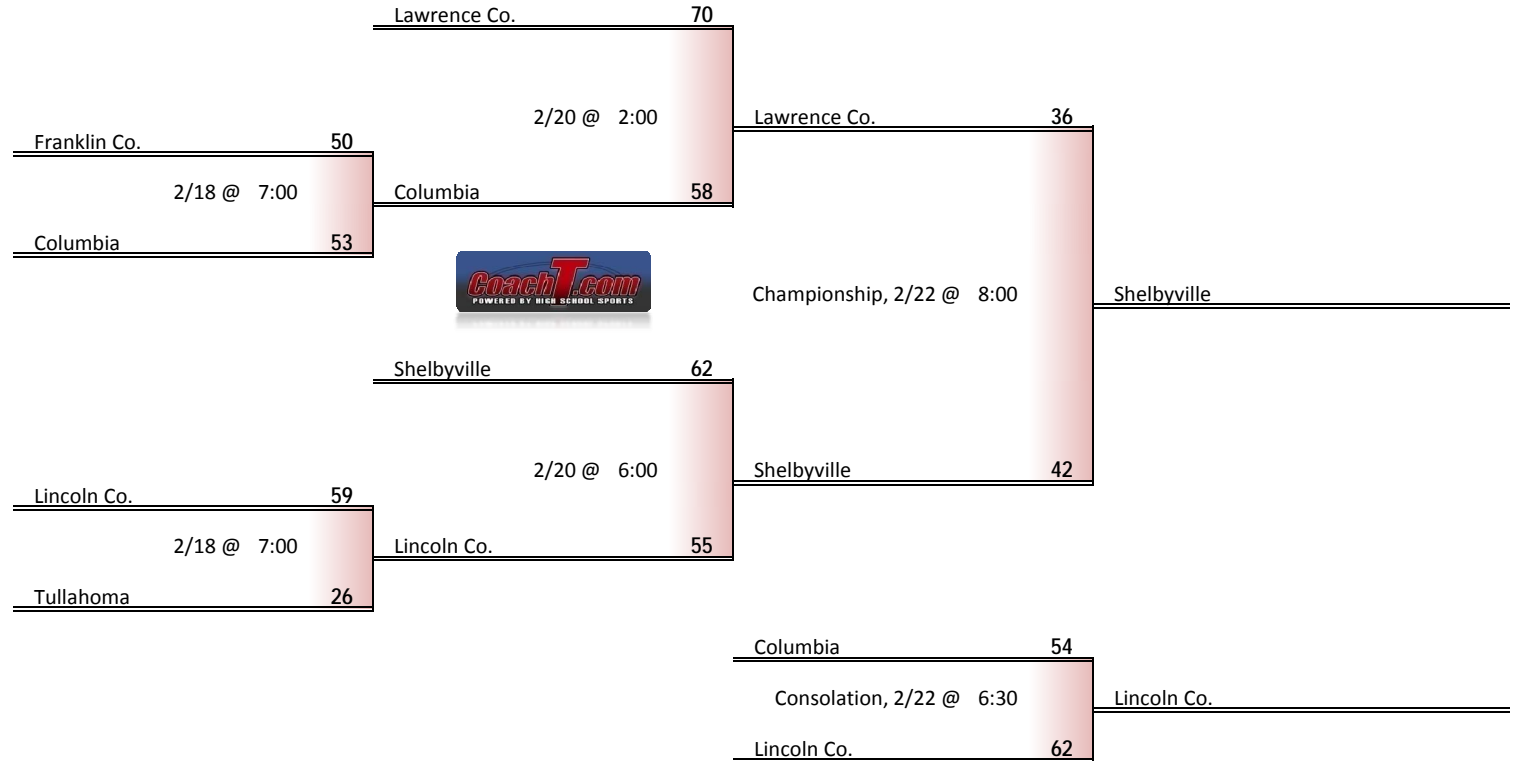 Lawrence Co. 70
2/20 @ 2:00
Lawrence Co. 36
Franklin Co. 50
2/18 @ 7:00
Columbia 58
Columbia 53
CoachT.com
POWERED BY HIGH SCHOOL SPORTS
Championship, 2/22 @ 8:00
Shelbyville
Shelbyville 62
2/20 @ 6:00
Shelbyville 42
Lincoln Co. 59
2/18 @ 7:00
Lincoln Co. 55
Tullahoma 26
Columbia 54
Consolation, 2/22 @ 6:30
Lincoln Co.
Lincoln Co. 62